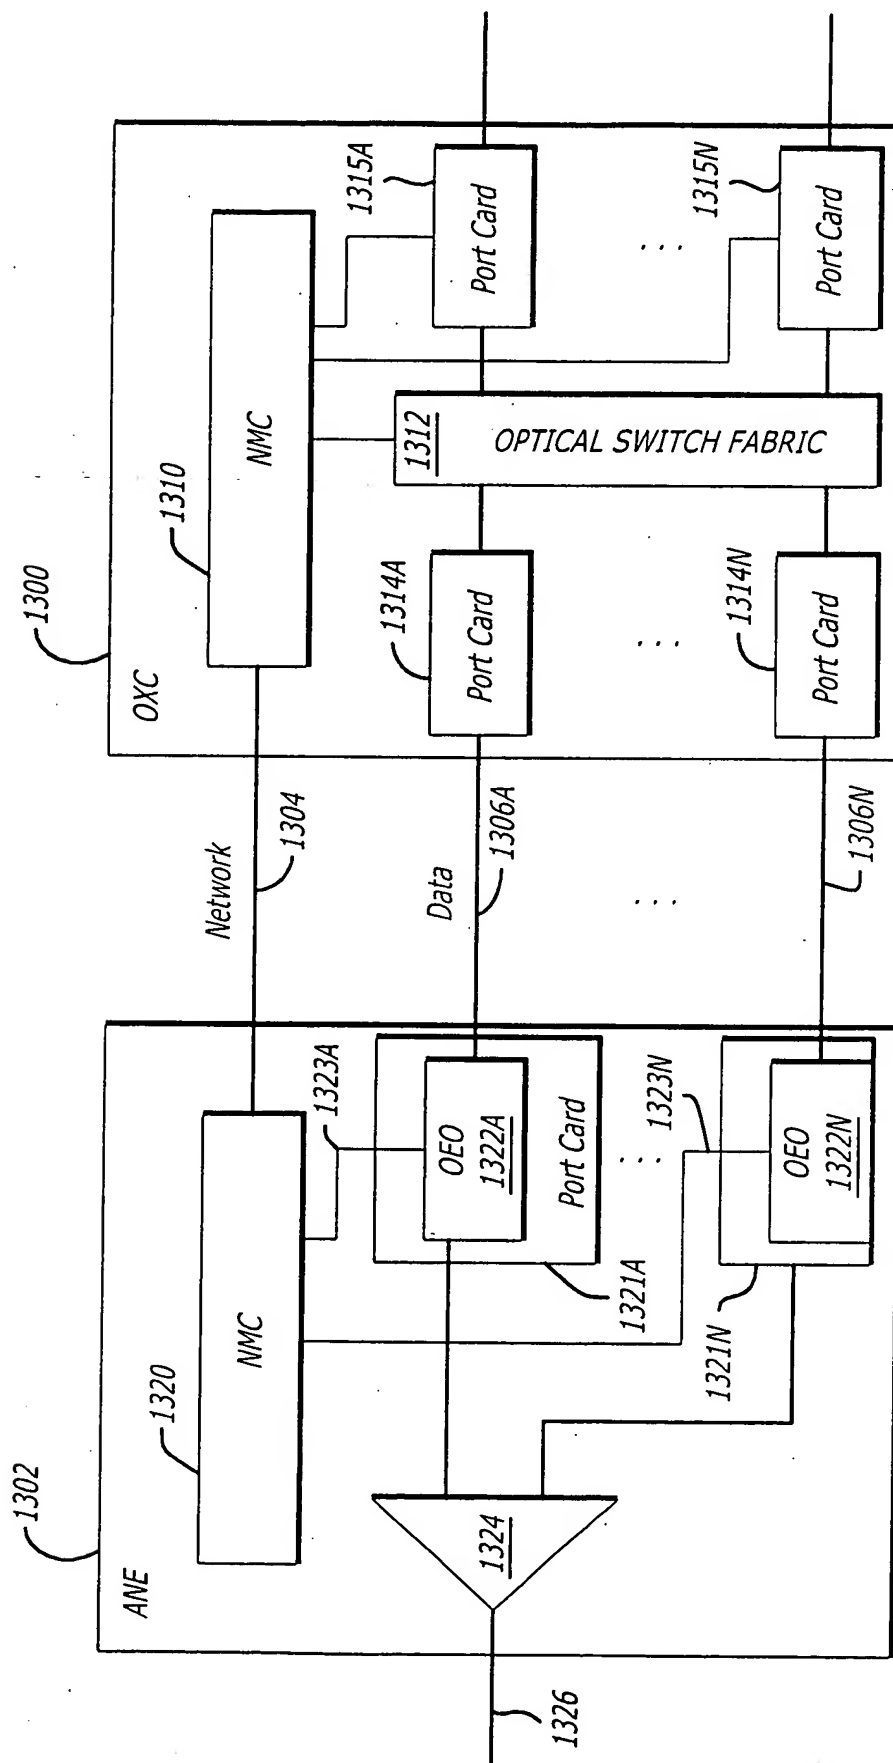 1302
ANE
1320
NMC
1323A
OEO
1322A
Port Card
1321A
. . .
1323N
OEO
1322N
1321N
1324
1326
Network
1304
Data
1306A
. . .
1306N
1300
OXC
1310
NMC
1314A
Port Card
. . .
1314N
Port Card
1312
OPTICAL SWITCH FABRIC
1315A
Port Card
. . .
1315N
Port Card